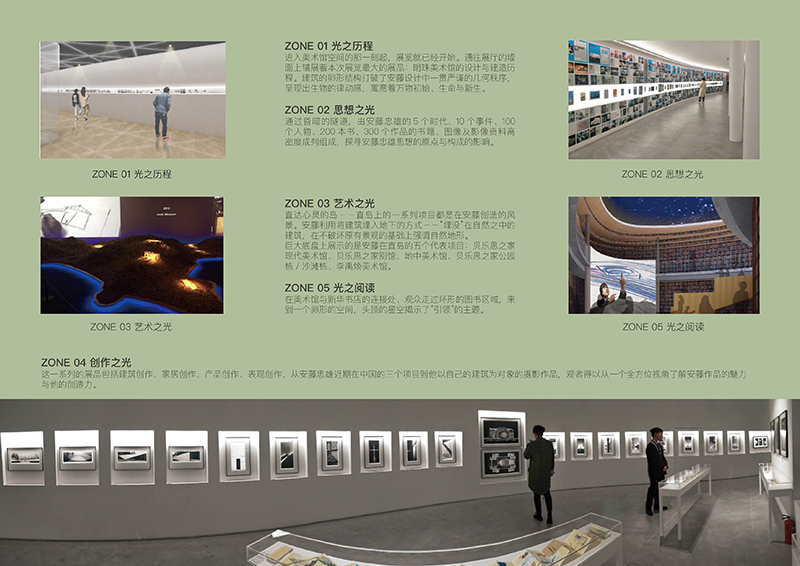 ZONE 01 光之历程
进入美术馆空间的那一刻起，展览就已经开始。通往展厅的墙
面上铺展着本次展览最大的展品：明珠美术馆的设计与建造历
程。建筑的卵形结构打破了安藤设计中一贯严谨的几何秩序，
呈现出生物的律动感，寓意着万物初始、生命与新生。
ZONE 02 思想之光
通过昏暗的隧道，由安藤忠雄的 5 个时代、10 个事件、100
个人物、200 本书、300 个作品的书籍、图像及影像资料高
密度成列组成，探寻安藤忠雄思想的原点与构成的影响。
ZONE 01 光之历程
ZONE 02 思想之光
ZONE 03 艺术之光
直达心灵的岛——直岛上的一系列项目都是在安藤创造的风
景。安藤利用将建筑埋入地下的方式——“埋没”在自然之中的
建筑，在不破坏原有景观的基础上强调自然地形。
巨大底盘上展示的是安藤在直岛的五个代表项目：贝乐思之家
现代美术馆、贝乐思之家别馆、地中美术馆、贝乐思之家公园
栋 / 沙滩栋、李禹焕美术馆。
ZONE 05 光之阅读
在美术馆与新华书店的连接处、观众走过环形的图书区域，来
到一个卵形的空间，头顶的星空揭示了“引领”的主题。
ZONE 03 艺术之光
ZONE 05 光之阅读
ZONE 04 创作之光
这一系列的展品包括建筑创作、家居创作、产品创作、表现创作、从安藤忠雄近期在中国的三个项目到他以自己的建筑为对象的摄影作品，观者得以从一个全方位视角了解安藤作品的魅力
与他的创造力。